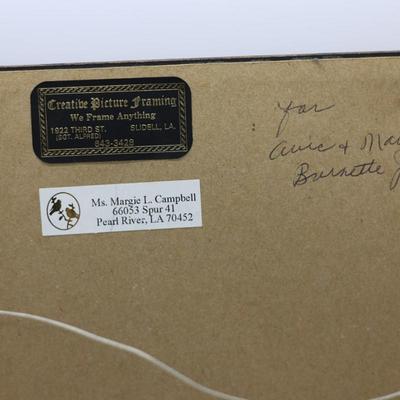 Creative Picture Framing
We Frame Anything
1922 THIRD ST. SLIDELL, LA.
(SGT. ALFRED)
643-3429
Ms. Margie L. Campbell
66053 Spur 41
Pearl River, LA 70452
for
&
Burnette